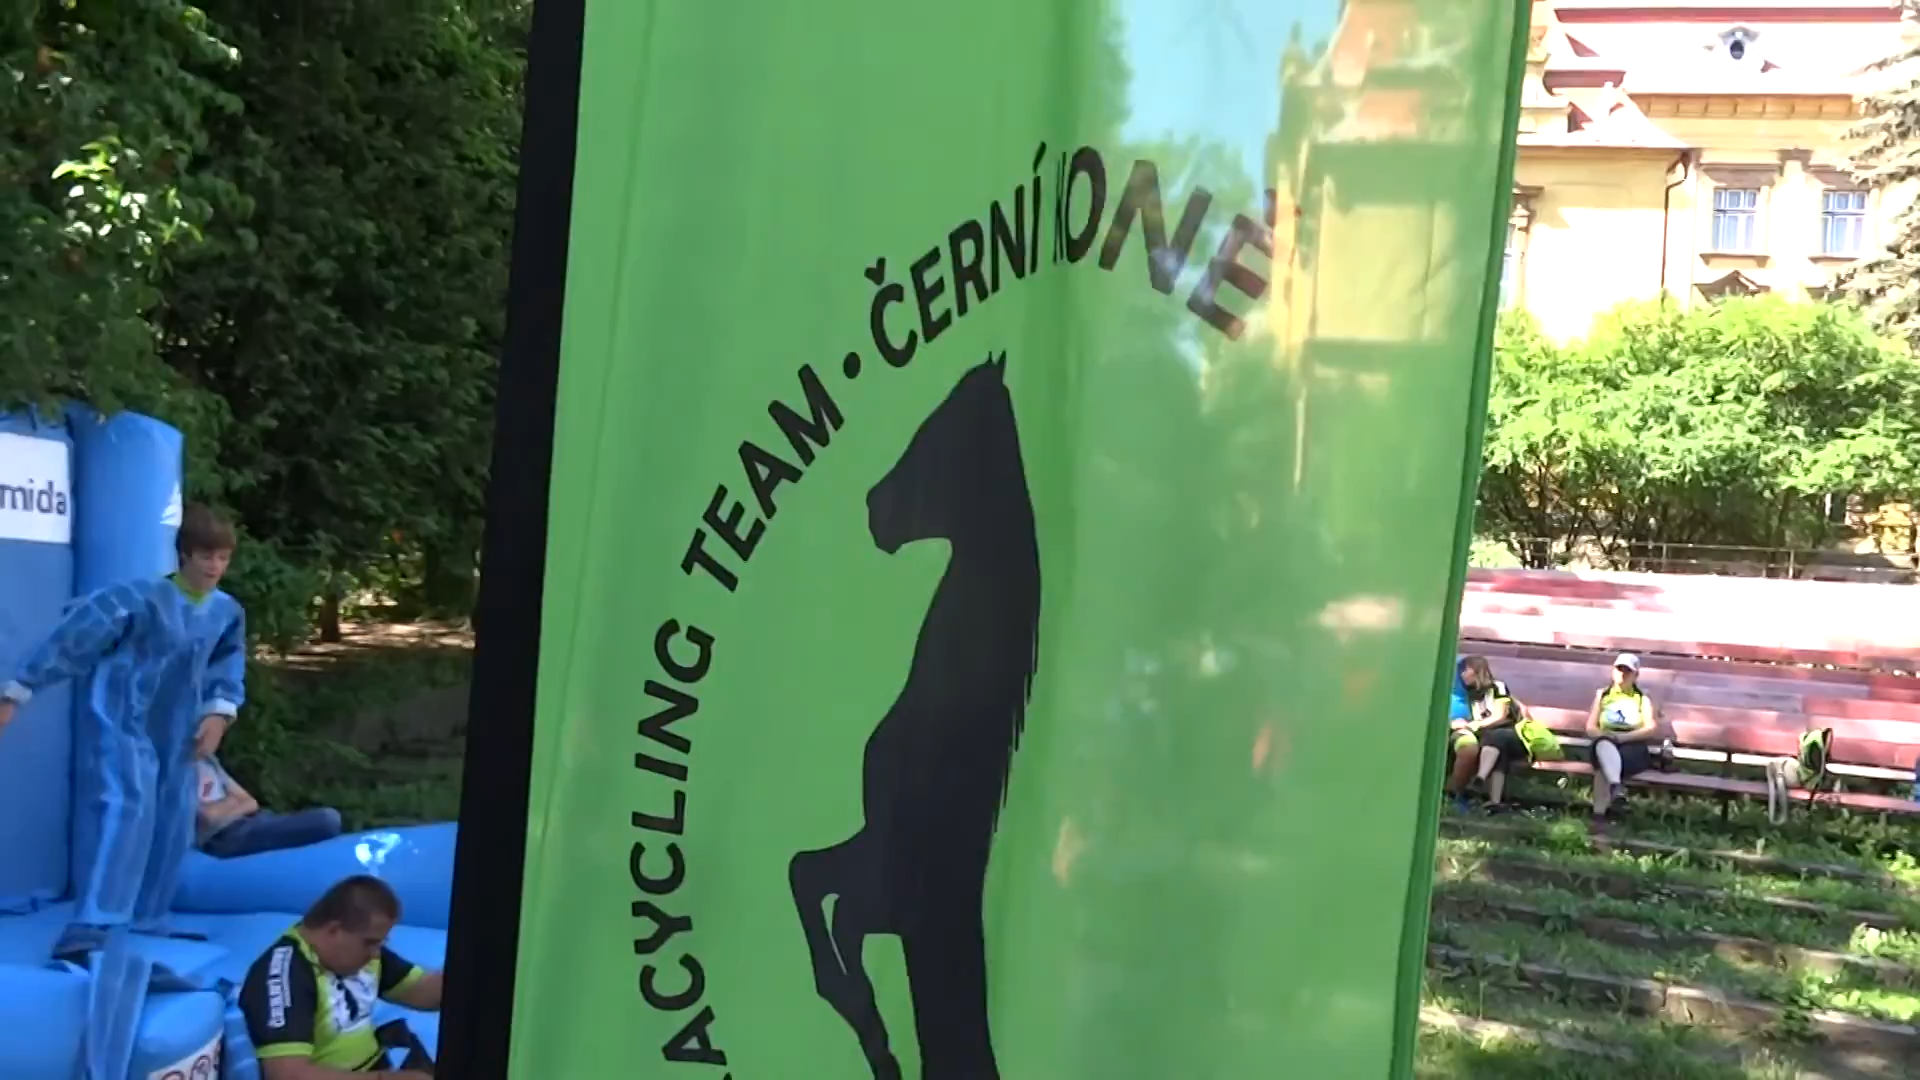 ACYCLING TEAM • ČERNÍ KONĚ
mida